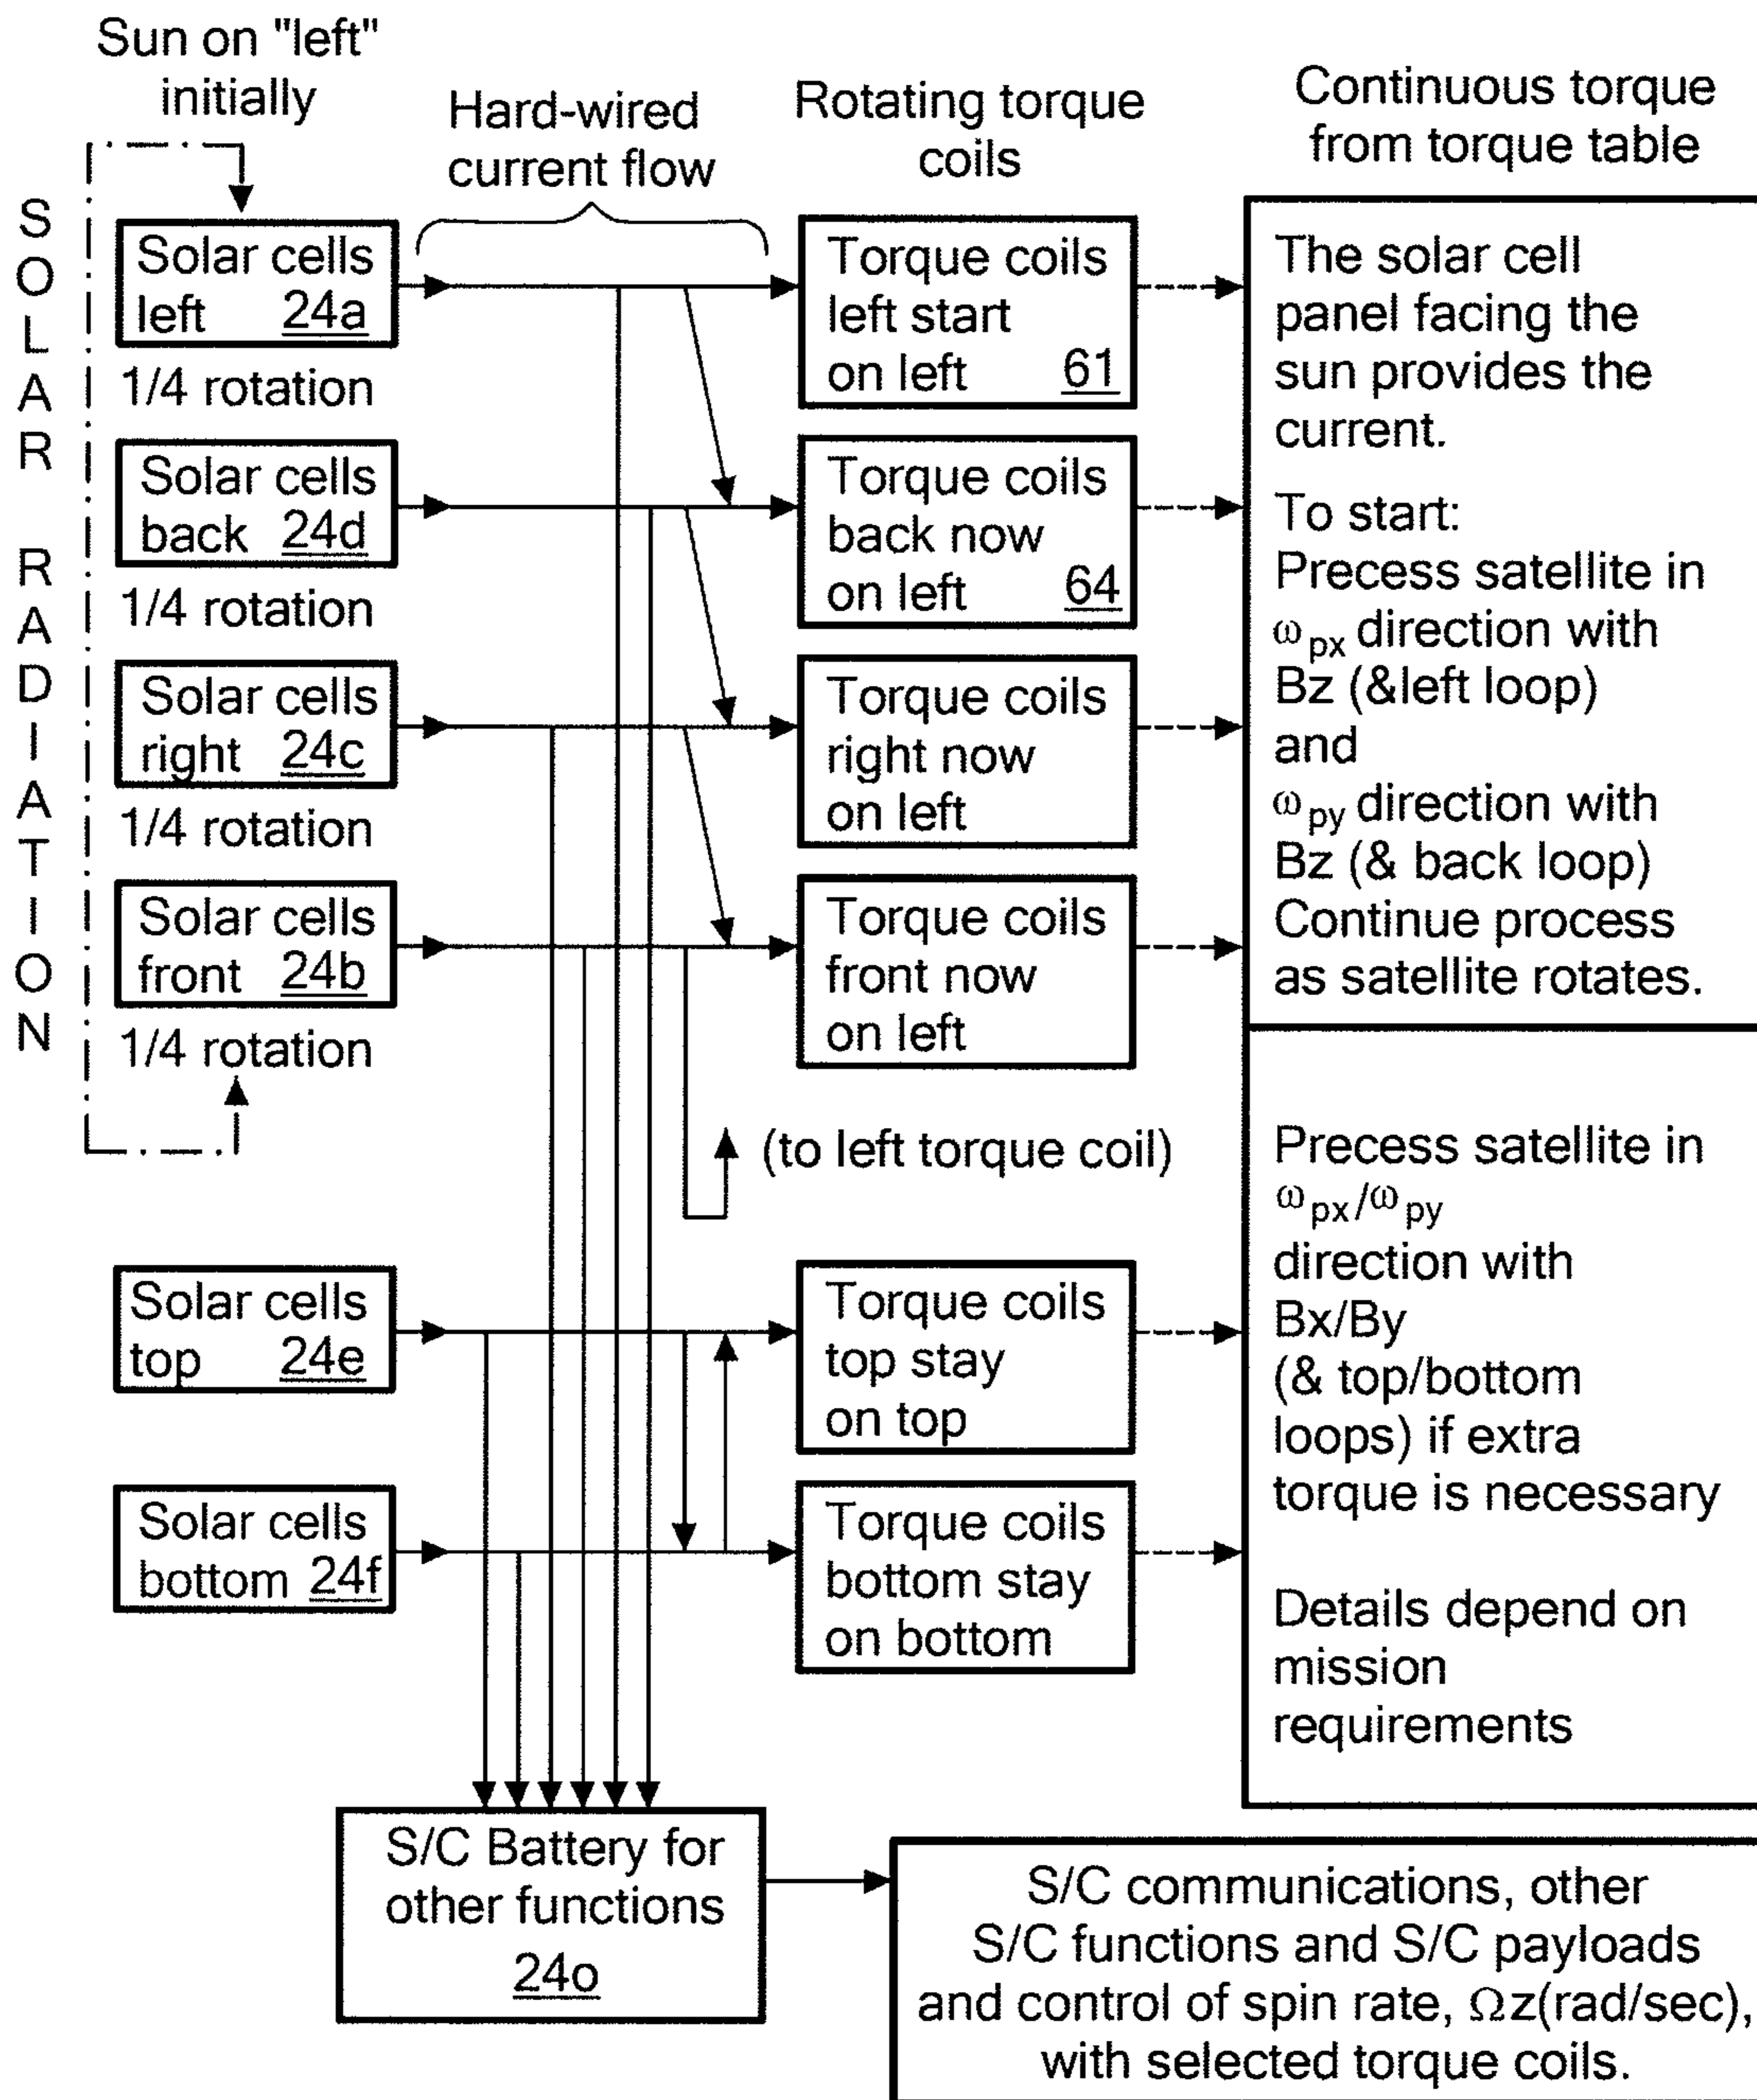 Sun on "left"
initially
Hard-wired
current flow
Rotating torque
coils
Continuous torque
from torque table
SOLAR RADIATION
Solar cells
left 24a
1/4 rotation
Solar cells
back 24d
1/4 rotation
Solar cells
right 24c
1/4 rotation
Solar cells
front 24b
1/4 rotation
Solar cells
top 24e
Solar cells
bottom 24f
Torque coils
left start
on left 61
Torque coils
back now
on left 64
Torque coils
right now
on left
Torque coils
front now
on left
(to left torque coil)
Torque coils
top stay
on top
Torque coils
bottom stay
on bottom
The solar cell
panel facing the
sun provides the
current.
To start:
Precess satellite in
ωpx direction with
Bz (&left loop)
and
ωpy direction with
Bz (& back loop)
Continue process
as satellite rotates.
Precess satellite in
ωpx/ωpy
direction with
Bx/By
(& top/bottom
loops) if extra
torque is necessary
Details depend on
mission
requirements
S/C Battery for
other functions
24o
S/C communications, other
S/C functions and S/C payloads
and control of spin rate, Ωz(rad/sec),
with selected torque coils.